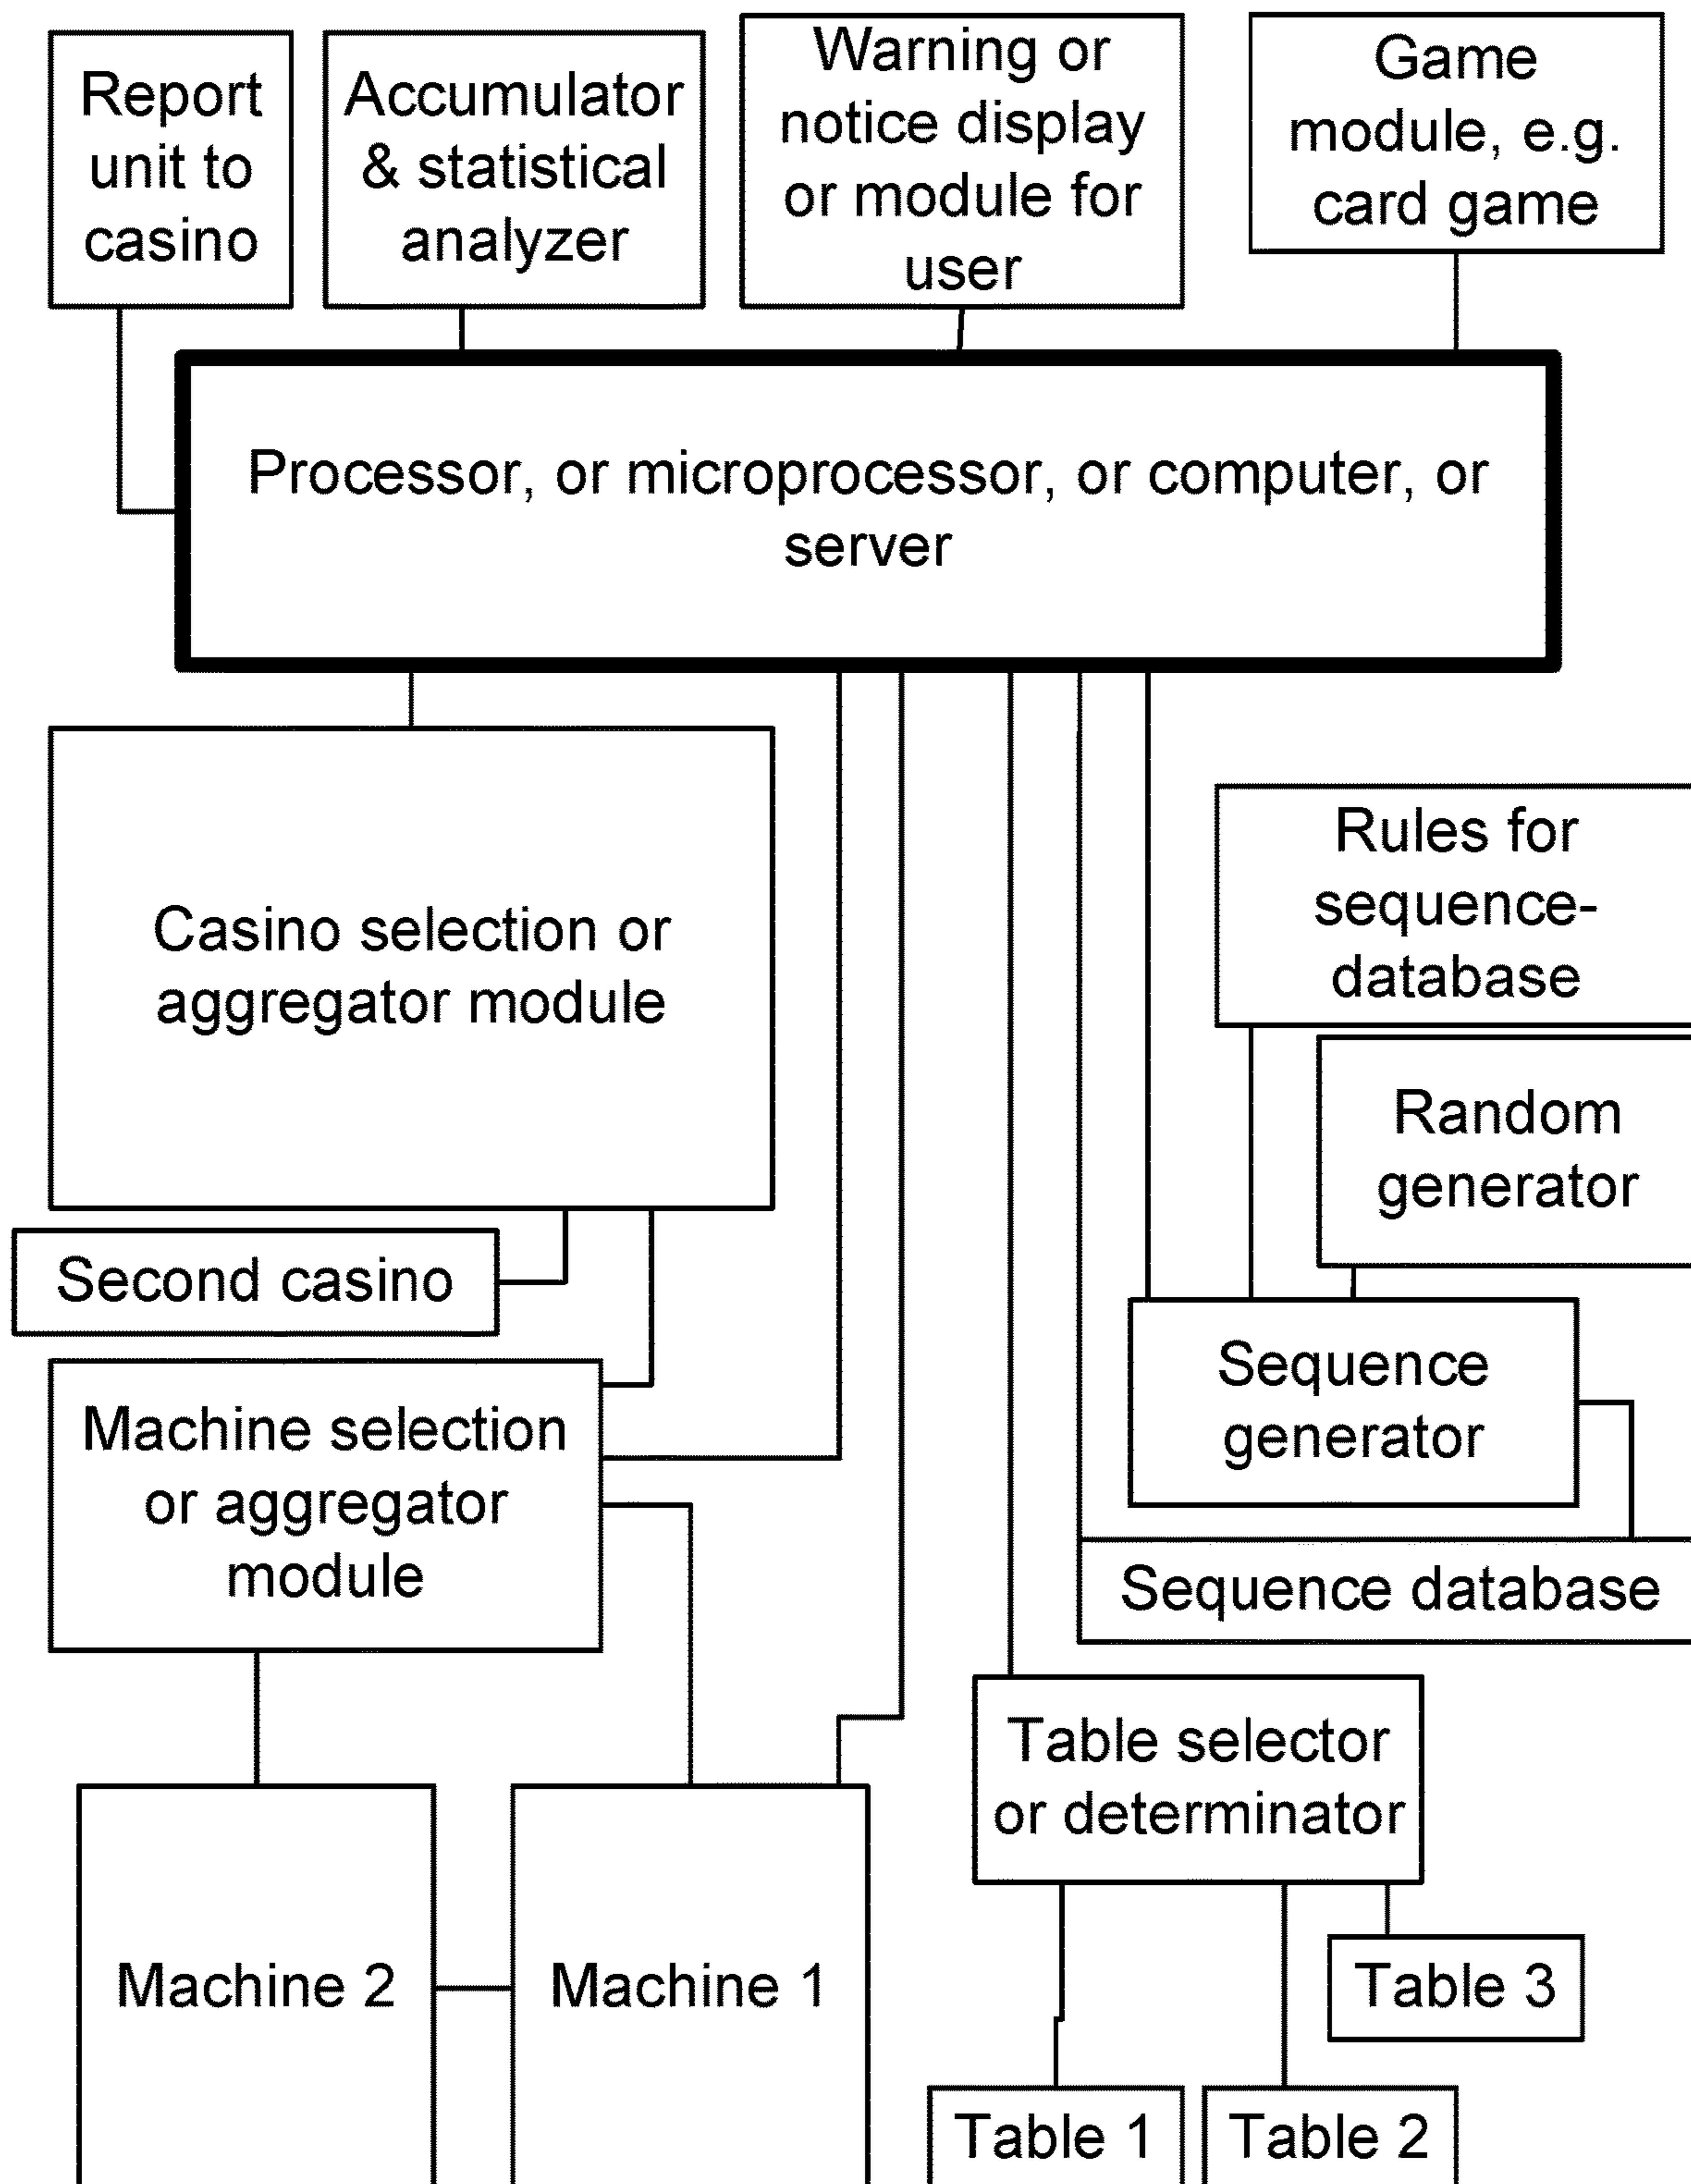 Report
unit to
casino
Accumulator
& statistical
analyzer
Warning or
notice display
or module for
user
Game
module, e.g.
card game
Processor, or microprocessor, or computer, or
server
Casino selection or
aggregator module
Rules for
sequence-
database
Random
generator
Second casino
Sequence
generator
Machine selection
or aggregator
module
Sequence database
Table selector
or determinator
Machine 2
Machine 1
Table 3
Table 1
Table 2